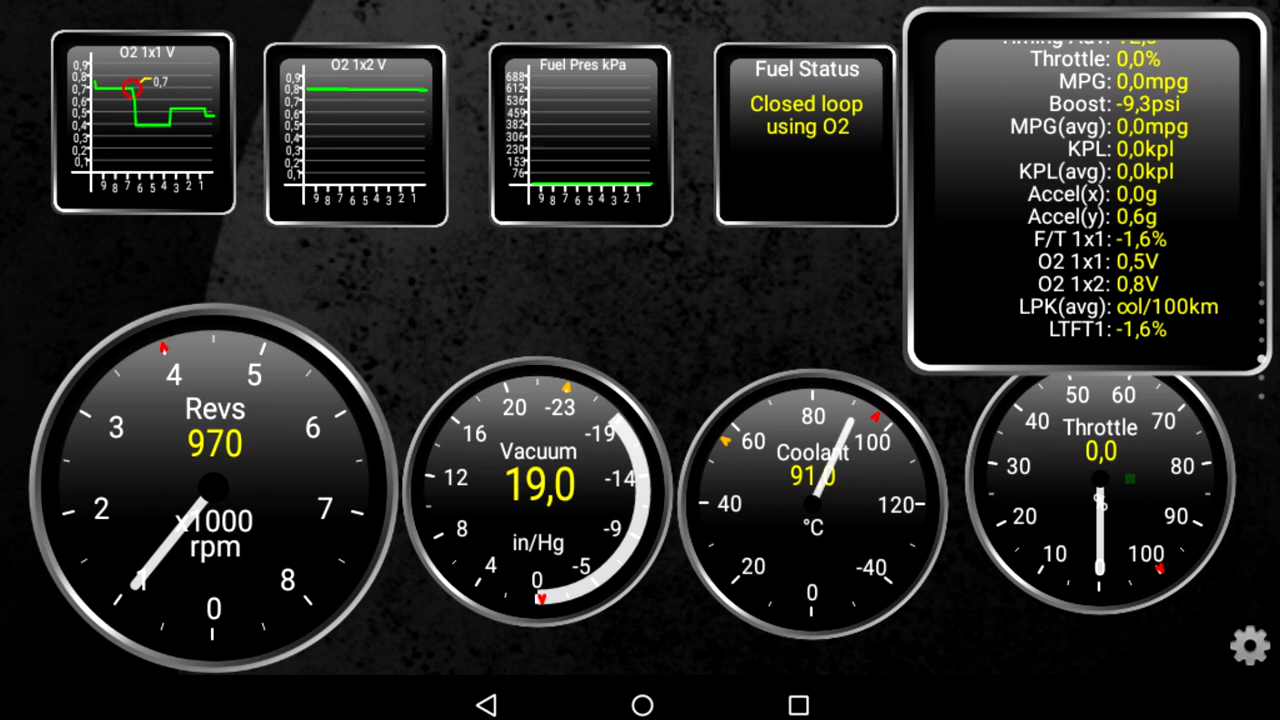 O2 1x1 V
0,9
0,8
0,7
0,6
0,5
0,4
0,3
0,2
0,1
0,7
9 8 7 6 5 4 3 2 1
O2 1x2 V
0,9
0,8
0,7
0,6
0,5
0,4
0,3
0,2
0,1
9 8 7 6 5 4 3 2 1
Fuel Pres kPa
688
612
536
459
382
306
230
153
76
9 8 7 6 5 4 3 2 1
Fuel Status
Closed loop
using O2
Throttle: 0,0%
MPG: 0,0mpg
Boost: -9,3psi
MPG(avg): 0,0mpg
KPL: 0,0kpl
KPL(avg): 0,0kpl
Accel(x): 0,0g
Accel(y): 0,6g
F/T 1x1: -1,6%
O2 1x1: 0,5V
O2 1x2: 0,8V
LPK(avg): ∞l/100km
LTFT1: -1,6%
4 5
3 6
2 7
1 8
0
Revs
970
x1000
rpm
20 -23
16 -19
12 -14
8 -9
4 -5
0
Vacuum
19,0
in/Hg
80
60 100
40 120
20 -40
0
Coolant
91,0
°C
50 60
40 70
30 80
20 90
10 100
0
Throttle
0,0
%